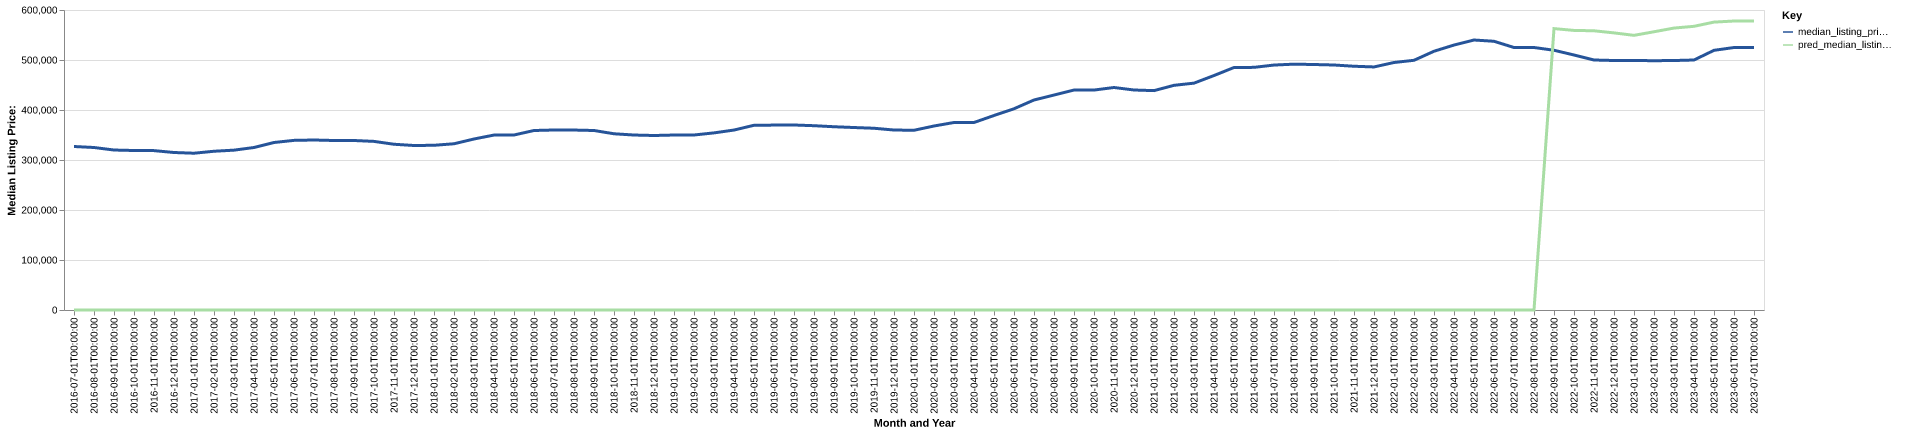 600,000
500,000
400,000
300,000
200,000
100,000
0
Median Listing Price:
2016-07-01T00:00:00
2016-08-01T00:00:00
2016-09-01T00:00:00
2016-10-01T00:00:00
2016-11-01T00:00:00
2016-12-01T00:00:00
2017-01-01T00:00:00
2017-02-01T00:00:00
2017-03-01T00:00:00
2017-04-01T00:00:00
2017-05-01T00:00:00
2017-06-01T00:00:00
2017-07-01T00:00:00
2017-08-01T00:00:00
2017-09-01T00:00:00
2017-10-01T00:00:00
2017-11-01T00:00:00
2017-12-01T00:00:00
2018-01-01T00:00:00
2018-02-01T00:00:00
2018-03-01T00:00:00
2018-04-01T00:00:00
2018-05-01T00:00:00
2018-06-01T00:00:00
2018-07-01T00:00:00
2018-08-01T00:00:00
2018-09-01T00:00:00
2018-10-01T00:00:00
2018-11-01T00:00:00
2018-12-01T00:00:00
2019-01-01T00:00:00
2019-02-01T00:00:00
2019-03-01T00:00:00
2019-04-01T00:00:00
2019-05-01T00:00:00
2019-06-01T00:00:00
2019-07-01T00:00:00
2019-08-01T00:00:00
2019-09-01T00:00:00
2019-10-01T00:00:00
2019-11-01T00:00:00
2019-12-01T00:00:00
2020-01-01T00:00:00
2020-02-01T00:00:00
2020-03-01T00:00:00
2020-04-01T00:00:00
2020-05-01T00:00:00
2020-06-01T00:00:00
2020-07-01T00:00:00
2020-08-01T00:00:00
2020-09-01T00:00:00
2020-10-01T00:00:00
2020-11-01T00:00:00
2020-12-01T00:00:00
2021-01-01T00:00:00
2021-02-01T00:00:00
2021-03-01T00:00:00
2021-04-01T00:00:00
2021-05-01T00:00:00
2021-06-01T00:00:00
2021-07-01T00:00:00
2021-08-01T00:00:00
2021-09-01T00:00:00
2021-10-01T00:00:00
2021-11-01T00:00:00
2021-12-01T00:00:00
2022-01-01T00:00:00
2022-02-01T00:00:00
2022-03-01T00:00:00
2022-04-01T00:00:00
2022-05-01T00:00:00
2022-06-01T00:00:00
2022-07-01T00:00:00
2022-08-01T00:00:00
2022-09-01T00:00:00
2022-10-01T00:00:00
2022-11-01T00:00:00
2022-12-01T00:00:00
2023-01-01T00:00:00
2023-02-01T00:00:00
2023-03-01T00:00:00
2023-04-01T00:00:00
2023-05-01T00:00:00
2023-06-01T00:00:00
2023-07-01T00:00:00
Month and Year
Key
median_listing_pri…
pred_median_listin…